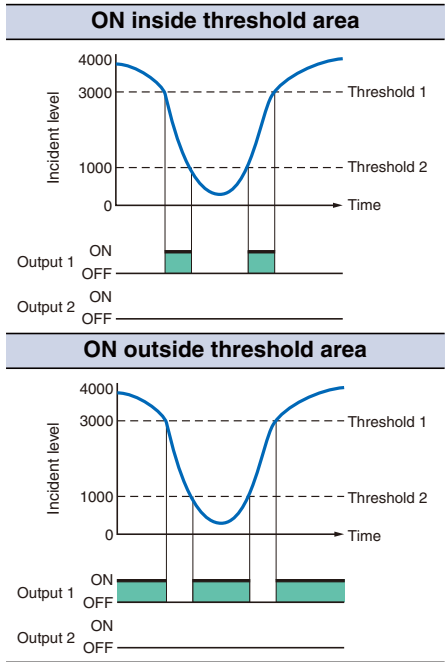 ON inside threshold area
Incident level
4000
3000
Threshold 1
1000
Threshold 2
0
Time
Output 1
ON
OFF
Output 2
ON
OFF
ON outside threshold area
Incident level
4000
3000
Threshold 1
1000
Threshold 2
0
Time
Output 1
ON
OFF
Output 2
ON
OFF